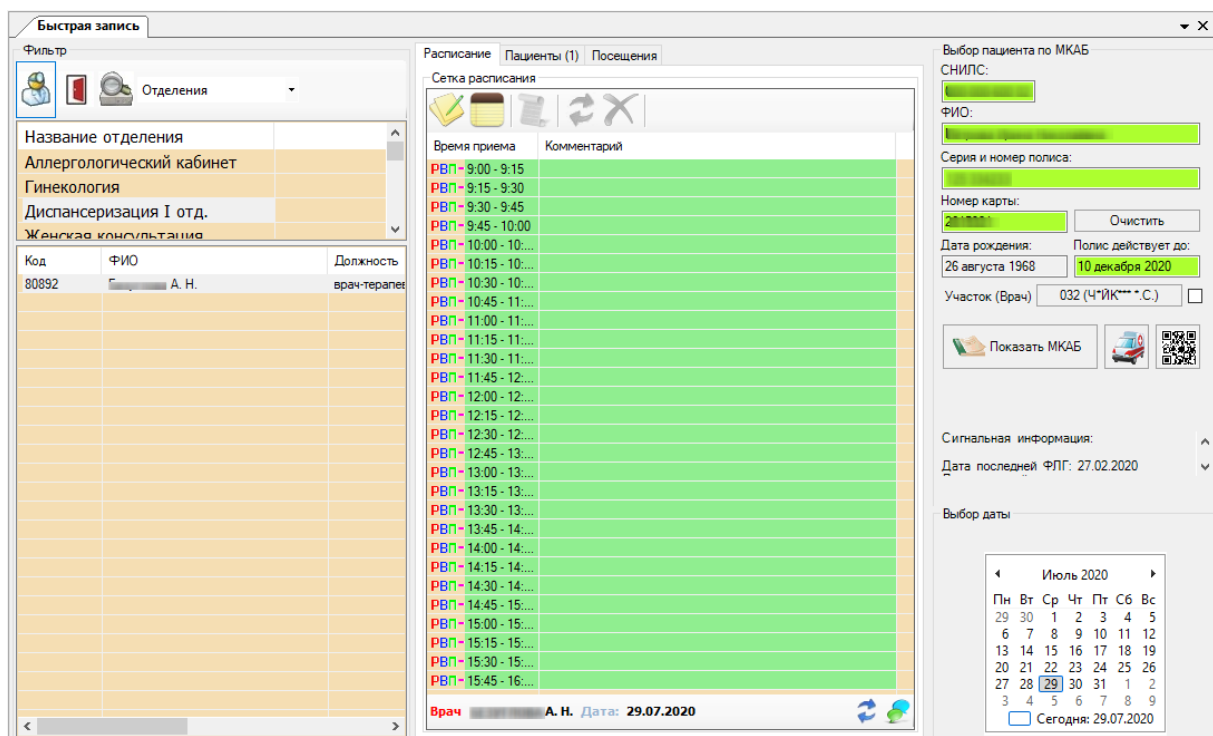 Быстрая запись
Фильтр
Отделения
Название отделения
Аллергологический кабинет
Гинекология
Диспансеризация I отд.
Женская консультация
Код ФИО Должность
80892 А. Н. врач-терапев
Расписание Пациенты (1) Посещения
Сетка расписания
Время приема Комментарий
РВП- 9:00 - 9:15
РВП- 9:15 - 9:30
РВП- 9:30 - 9:45
РВП- 9:45 - 10:00
РВП- 10:00 - 10:...
РВП- 10:15 - 10:...
РВП- 10:30 - 10:...
РВП- 10:45 - 11:...
РВП- 11:00 - 11:...
РВП- 11:15 - 11:...
РВП- 11:30 - 11:...
РВП- 11:45 - 12:...
РВП- 12:00 - 12:...
РВП- 12:15 - 12:...
РВП- 12:30 - 12:...
РВП- 12:45 - 13:...
РВП- 13:00 - 13:...
РВП- 13:15 - 13:...
РВП- 13:30 - 13:...
РВП- 13:45 - 14:...
РВП- 14:00 - 14:...
РВП- 14:15 - 14:...
РВП- 14:30 - 14:...
РВП- 14:45 - 15:...
РВП- 15:00 - 15:...
РВП- 15:15 - 15:...
РВП- 15:30 - 15:...
РВП- 15:45 - 16:...
Врач А. Н. Дата: 29.07.2020
Выбор пациента по МКАБ
СНИЛС:
ФИО:
Серия и номер полиса:
Номер карты:
Очистить
Дата рождения: Полис действует до:
26 августа 1968 10 декабря 2020
Участок (Врач) 032 (Ч*ЙК*** *.С.)
Показать МКАБ
Сигнальная информация:
Дата последней ФЛГ: 27.02.2020
Выбор даты
Июль 2020
Пн Вт Ср Чт Пт Сб Вс
29 30 1 2 3 4 5
6 7 8 9 10 11 12
13 14 15 16 17 18 19
20 21 22 23 24 25 26
27 28 29 30 31 1 2
3 4 5 6 7 8 9
Сегодня: 29.07.2020